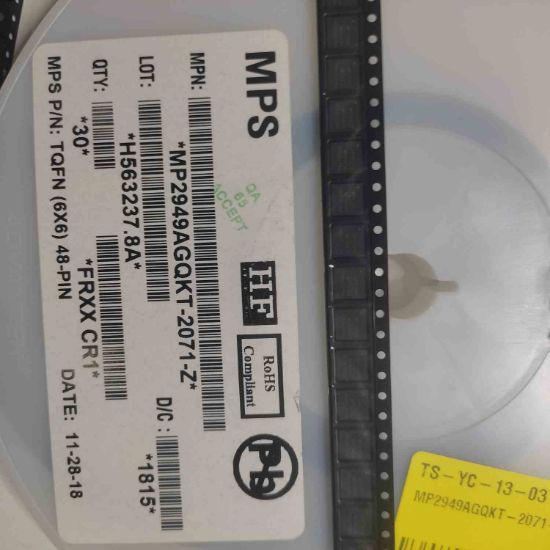 MPS
MPN:
*MP2949AGQKT-2071-Z*
LOT:
*H563237.8A*
D/C:
*1815*
QTY:
*30*
*FRXX CR1*
MPS P/N: TQFN (6X6) 48-PIN
DATE: 11-28-18
QA
65
ACCEPT
HF
RoHS
Compliant
Pb
TS-YC-13-03
MP2949AGQKT-2071-